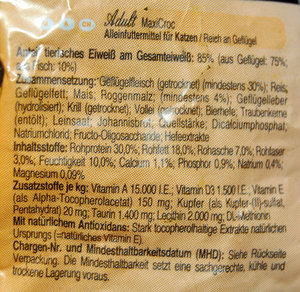 Adult MaxiCroc
Alleinfuttermittel für Katzen / Reich an Geflügel
Anteil tierisches Eiweiß am Gesamteiweiß: 85% (aus Geflügel: 75%;
aus Fisch: 10%)
Zusammensetzung: Geflügelfleisch (getrocknet) (mindestens 30%); Reis;
Geflügelfett; Mais; Roggenmalz; (mindestens 4%); Geflügelleber
(hydrolisiert); Krill (getrocknet); Vollei (getrocknet); Bierhefe; Traubenkerne
(entölt); Leinsaat; Johannisbrot; Quellstärke; Dicalciumphosphat;
Natriumchlorid; Fructo-Oligosaccharide; Hefeextrakte
Inhaltsstoffe: Rohprotein 30,0%; Rohfett 18,0%, Rohasche 7,0%, Rohfaser
3,0%, Feuchtigkeit 10,0%; Calcium 1,1%; Phosphor 0,9%; Natrium 0,4%;
Magnesium 0,09%
Zusatzstoffe je kg: Vitamin A 15.000 I.E.; Vitamin D3 1.500 I.E., Vitamin E
(als Alpha-Tocopherolacetat) 150 mg; Kupfer (als Kupfer-(II)-sulfat,
Pentahydrat) 20 mg; Taurin 1.400 mg; Lecithin 2.000 mg, DL-Methionin
Mit natürlichem Antioxidans: Stark tocopherolhaltige Extrakte natürlichen
Ursprungs (=natürliches Vitamin E).
Chargen-Nr. und Mindesthaltbarkeitsdatum (MHD): Siehe Rückseite
Verpackung. Die Mindesthaltbarkeit setzt eine sachgerechte, kühle und
trockene Lagerung voraus.